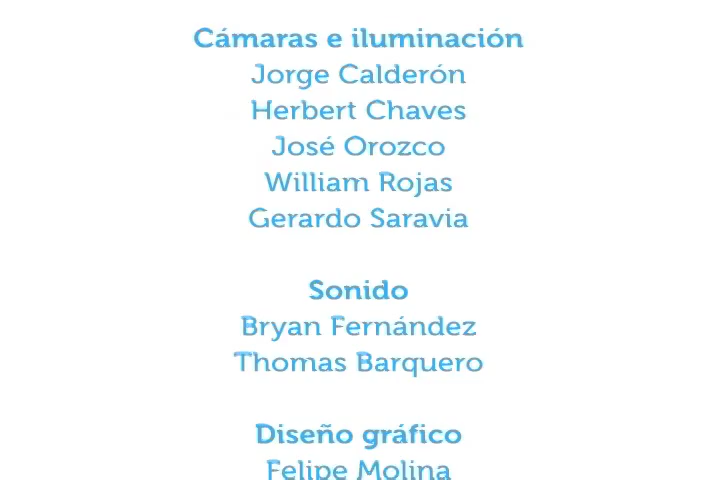 Cámaras e iluminación
Jorge Calderón
Herbert Chaves
José Orozco
William Rojas
Gerardo Saravia
Sonido
Bryan Fernández
Thomas Barquero
Diseño gráfico
Felipe Molina